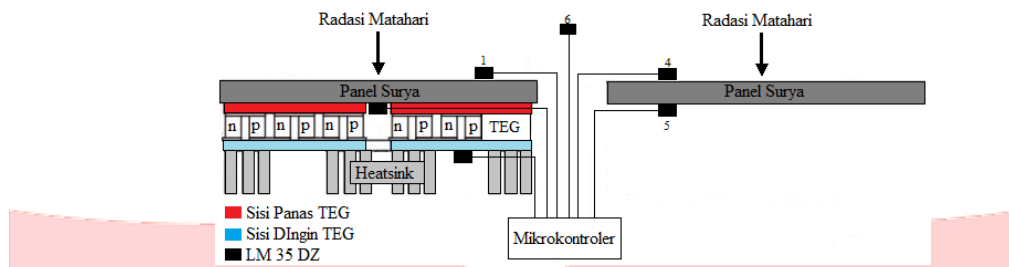 Radasi Matahari
6
Radasi Matahari
1
4
Panel Surya
Panel Surya
5
n p n p n p
n p n p TEG
Heatsink
Sisi Panas TEG
Sisi DIngin TEG
LM 35 DZ
Mikrokontroler